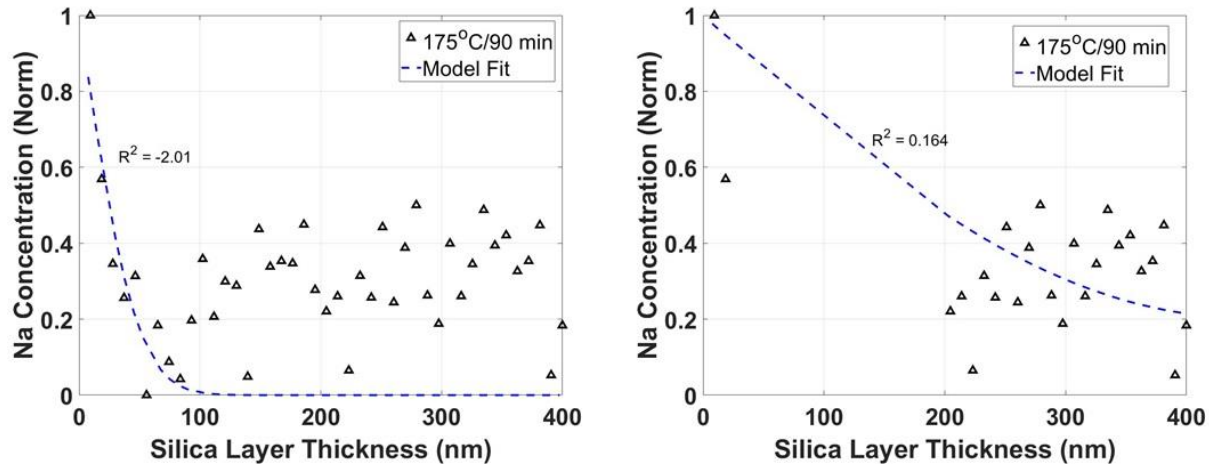 Na Concentration (Norm)
1
0.8
0.6
0.4
0.2
0
175°C/90 min
Model Fit
R² = -2.01
0
100
200
300
400
Silica Layer Thickness (nm)
Na Concentration (Norm)
1
0.8
0.6
0.4
0.2
0
175°C/90 min
Model Fit
R² = 0.164
0
100
200
300
400
Silica Layer Thickness (nm)